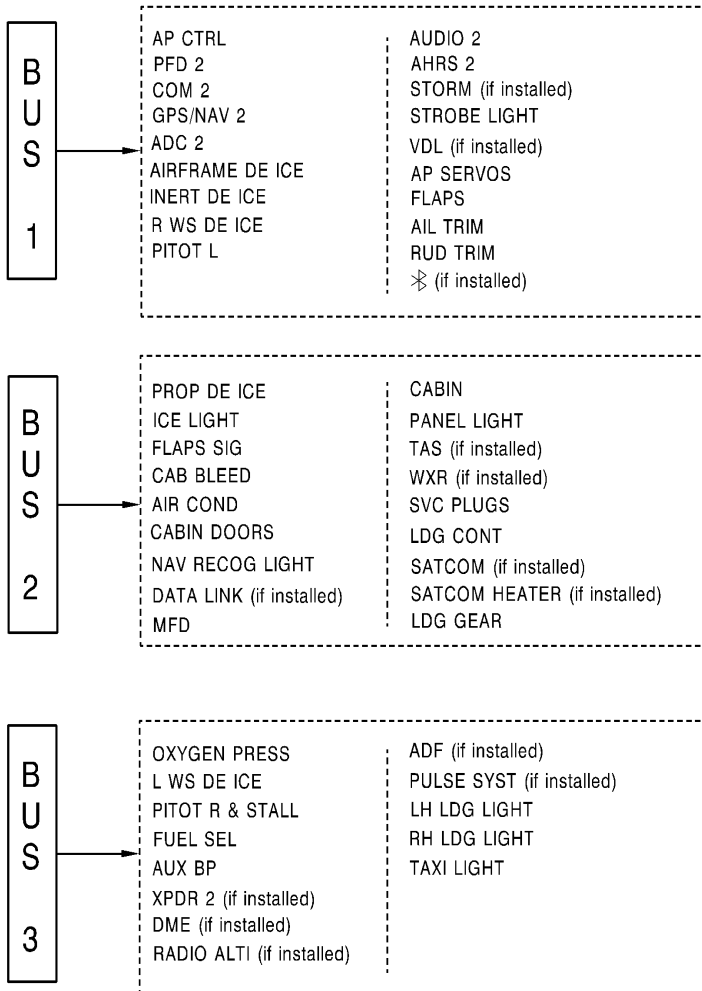 BUS 1
AP CTRL
PFD 2
COM 2
GPS/NAV 2
ADC 2
AIRFRAME DE ICE
INERT DE ICE
R WS DE ICE
PITOT L
AUDIO 2
AHRS 2
STORM (if installed)
STROBE LIGHT
VDL (if installed)
AP SERVOS
FLAPS
AIL TRIM
RUD TRIM
(if installed)
BUS 2
PROP DE ICE
ICE LIGHT
FLAPS SIG
CAB BLEED
AIR COND
CABIN DOORS
NAV RECOG LIGHT
DATA LINK (if installed)
MFD
CABIN
PANEL LIGHT
TAS (if installed)
WXR (if installed)
SVC PLUGS
LDG CONT
SATCOM (if installed)
SATCOM HEATER (if installed)
LDG GEAR
BUS 3
OXYGEN PRESS
L WS DE ICE
PITOT R & STALL
FUEL SEL
AUX BP
XPDR 2 (if installed)
DME (if installed)
RADIO ALTI (if installed)
ADF (if installed)
PULSE SYST (if installed)
LH LDG LIGHT
RH LDG LIGHT
TAXI LIGHT